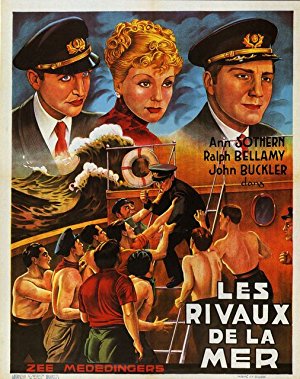 Ann SOTHERN
Ralph BELLAMY
John BUCKLER
dans
LES
RIVAUX
DE LA
MER
ZEE MEDEDINGERS